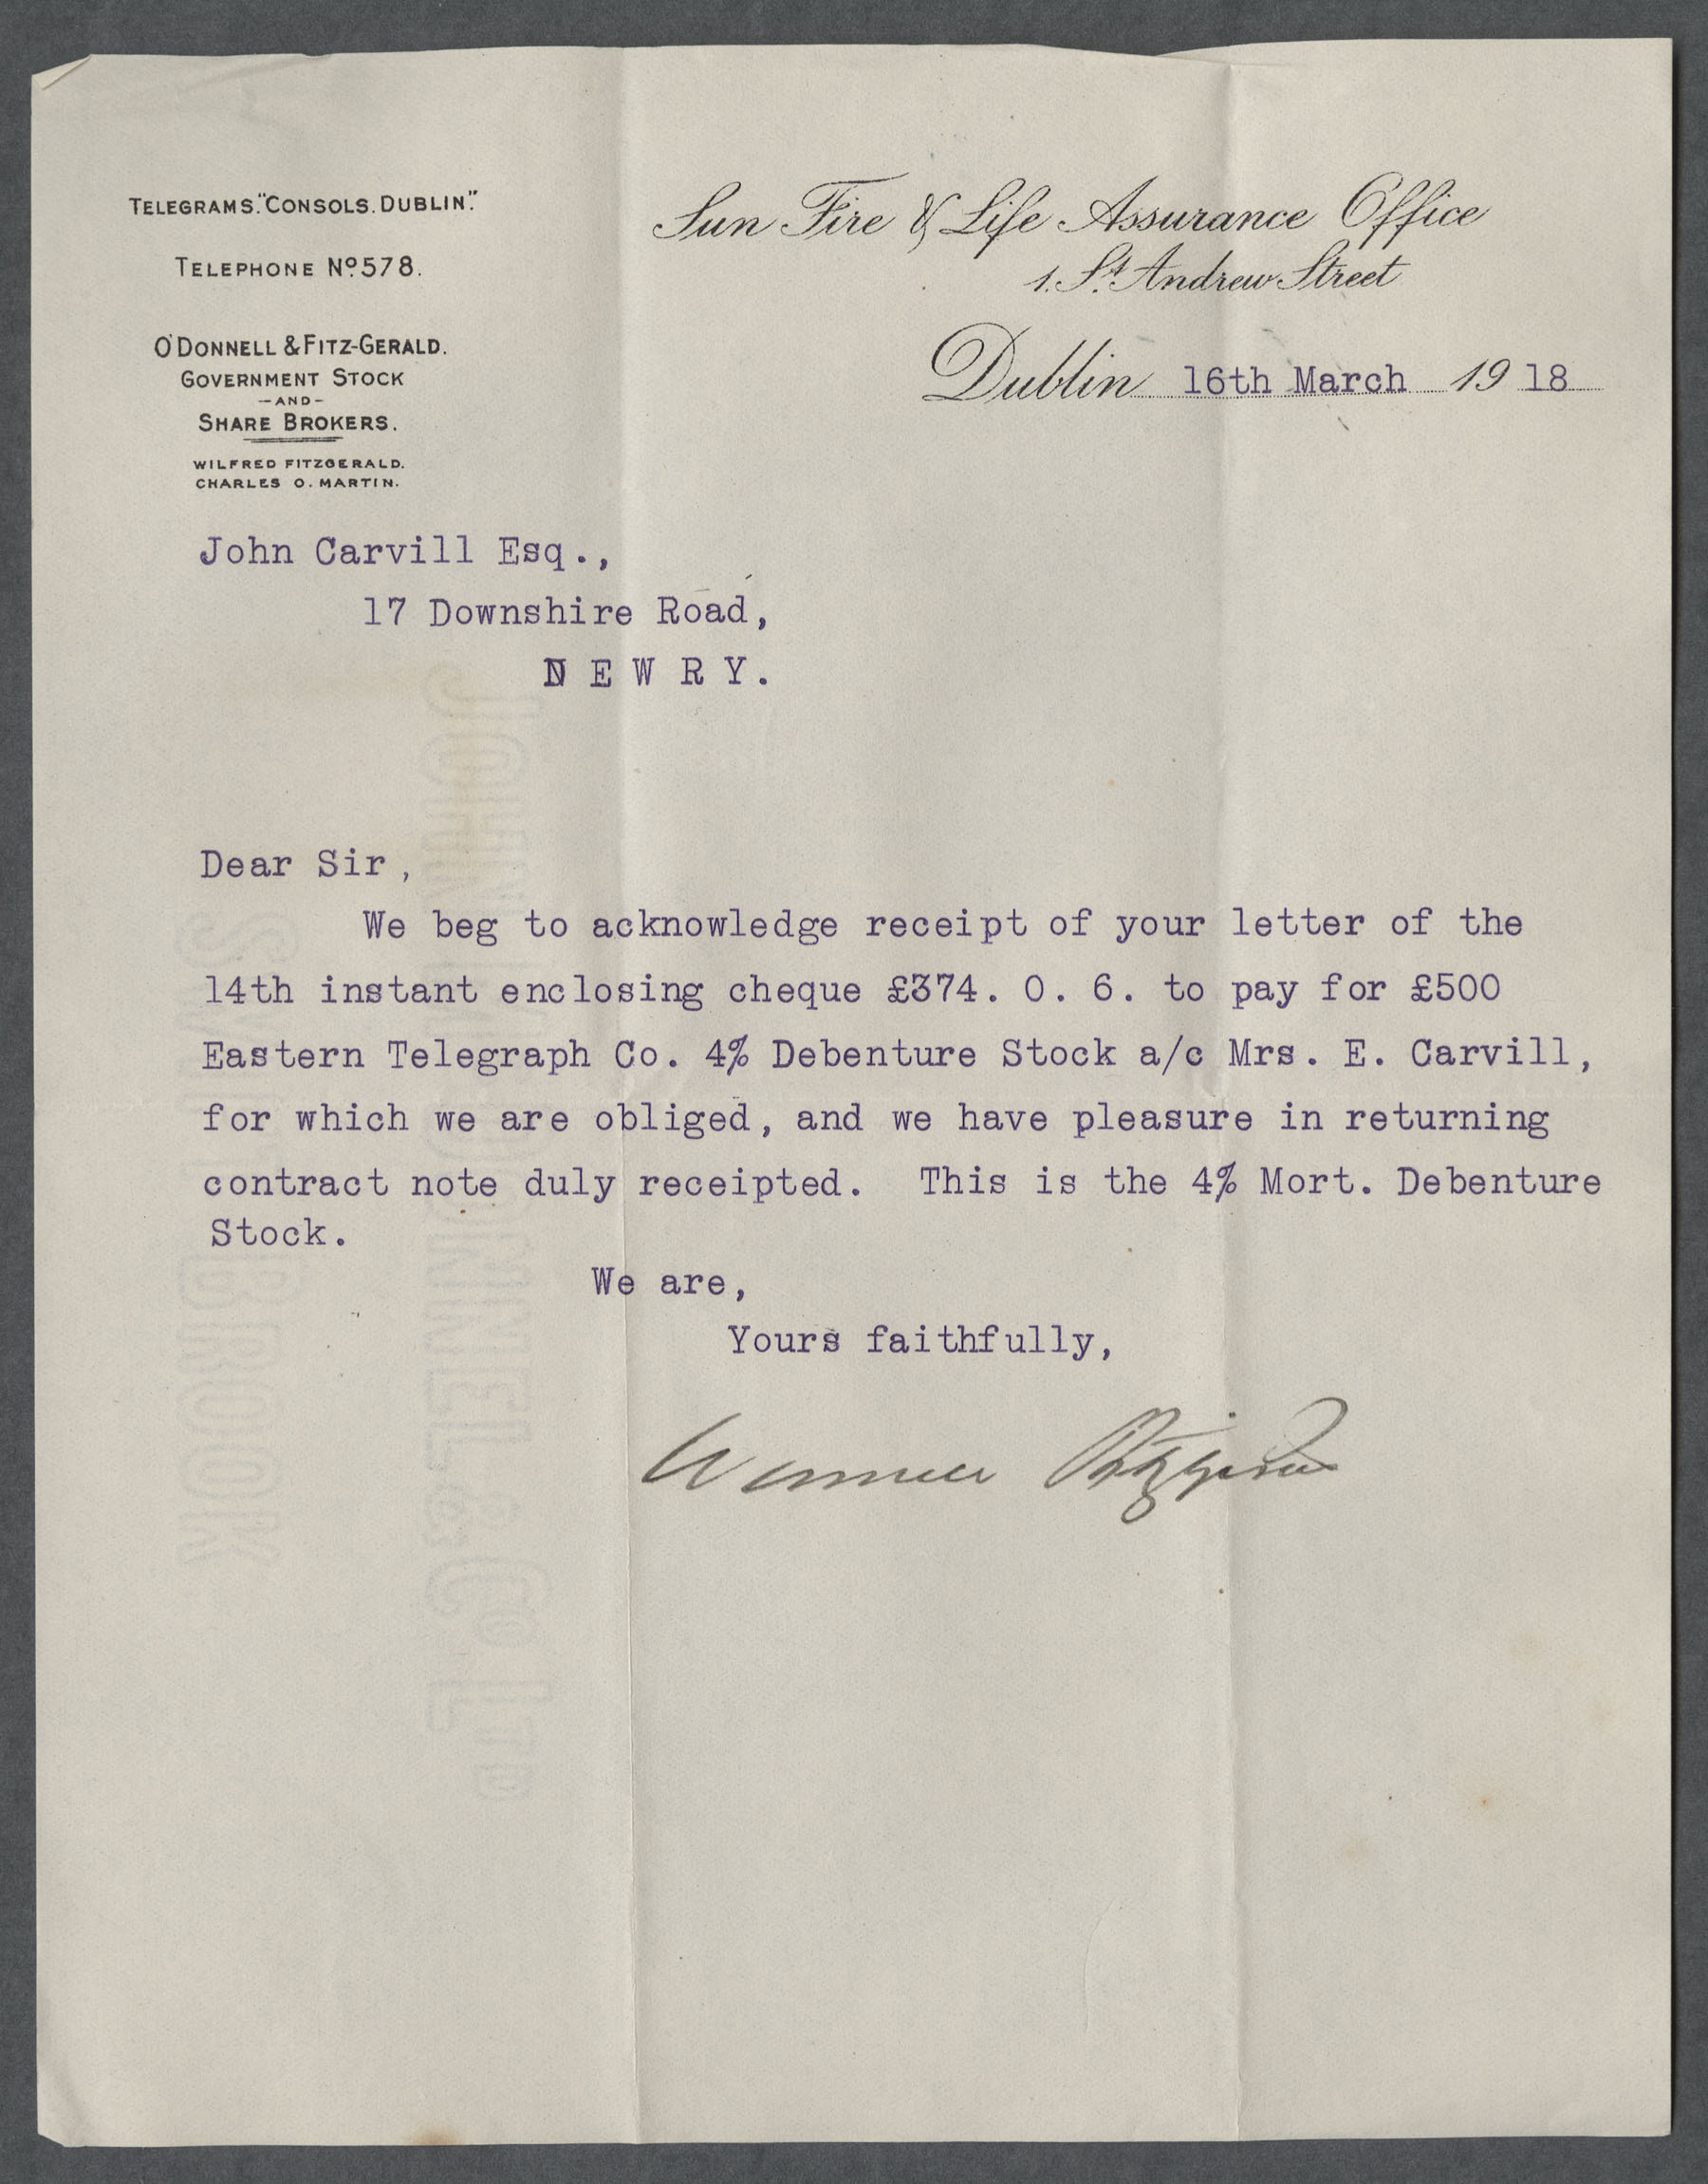 TELEGRAMS. "CONSOLS. DUBLIN".
TELEPHONE Nº 578.
O'DONNELL & FITZ-GERALD.
GOVERNMENT STOCK
-AND-
SHARE BROKERS.
WILFRED FITZGERALD.
CHARLES O. MARTIN.
Sun Fire & Life Assurance Office
1. St. Andrew Street
Dublin 16th March 1918
John Carvill Esq.,
17 Downshire Road,
N E W R Y.
Dear Sir,
We beg to acknowledge receipt of your letter of the
14th instant enclosing cheque £374. 0. 6. to pay for £500
Eastern Telegraph Co. 4% Debenture Stock a/c Mrs. E. Carvill,
for which we are obliged, and we have pleasure in returning
contract note duly receipted. This is the 4% Mort. Debenture
Stock.
We are,
Yours faithfully,